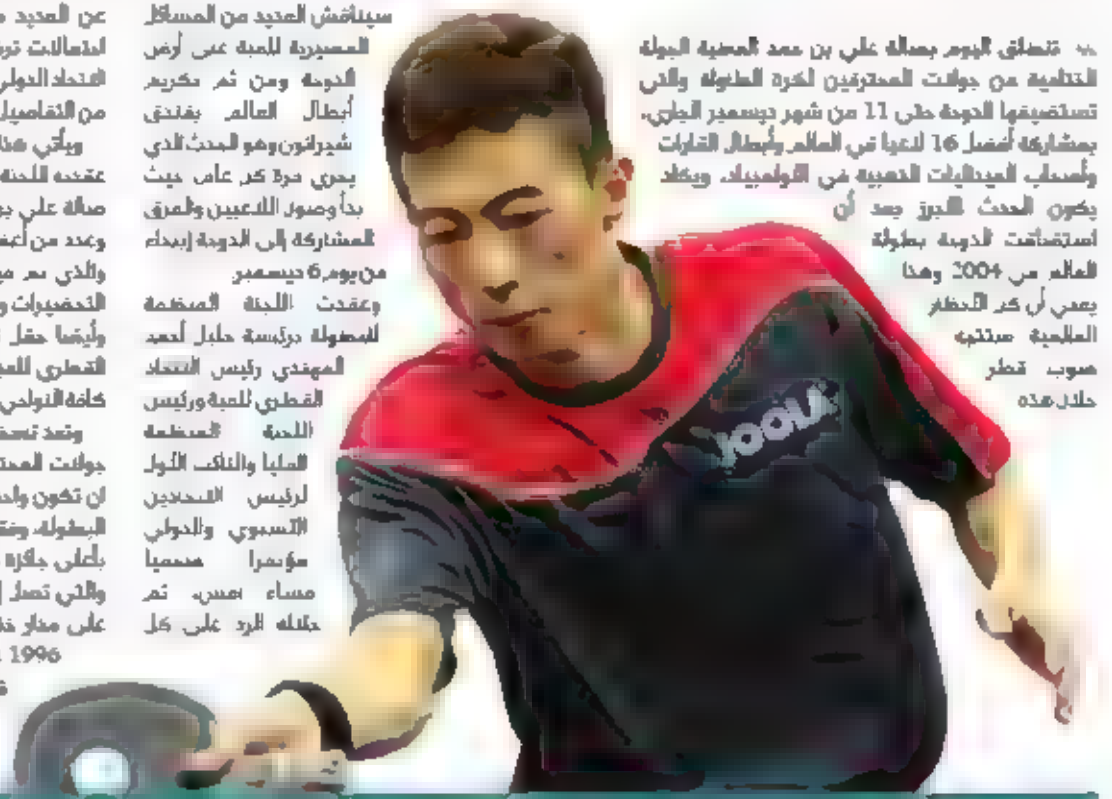 تنطلق اليوم بصالة علي بن حمد العطية الجولة
الختامية من جولات المحترفين لكرة الطاولة والتي
تستضيفها الدوحة حتى 11 من شهر ديسمبر الجاري،
بمشاركة أفضل 16 لاعبا في العالم وأبطال القارات
وأصحاب الميداليات الذهبية في الأولمبياد، ويعد
يكون الحدث الأبرز بعد أن
استضافت الدوحة بطولة
العالم في 2004 وهذا
يعني أن كل الأنظار
العالمية ستتجه
صوب قطر
خلال هذه
سيناقش العديد من المسائل
المصيرية للعبة على أرض
الدوحة ومن ثم تكريم
أبطال العالم بفندق
شيراتون وهو الحدث الذي
يجري مرة كل عام، حيث
بدأ وصول اللاعبين والفرق
المشاركة إلى الدوحة إبتداء
من يوم 6 ديسمبر
وعقدت اللجنة المنظمة
للبطولة برئاسة خليل أحمد
المهندي رئيس الاتحاد
القطري للعبة ورئيس
اللجنة المنظمة
العليا والنائب الأول
لرئيس الاتحادين
الآسيوي والدولي
مؤتمرا صحفيا
مساء أمس، تم
خلاله الرد على كل
عن العديد
الاتحاد الدولي
من التفاصيل
ويأتي هذا
عقدته اللجنة
صالة علي
وعدد من
والذي تم
التحضيرات
وأيضا حفل
القطري
كافة النواحي
وتعد
جولات
أن تكون
البطولة
بأعلى جائزة
والتي تصل
على مدار
1996
JOOLA